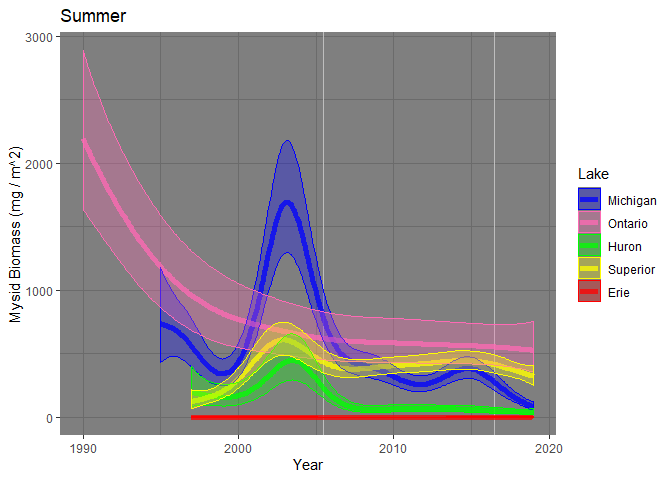 Summer
3000
2000
1000
0
Mysid Biomass (mg / m^2)
1990
2000
2010
2020
Year
Lake
Michigan
Ontario
Huron
Superior
Erie